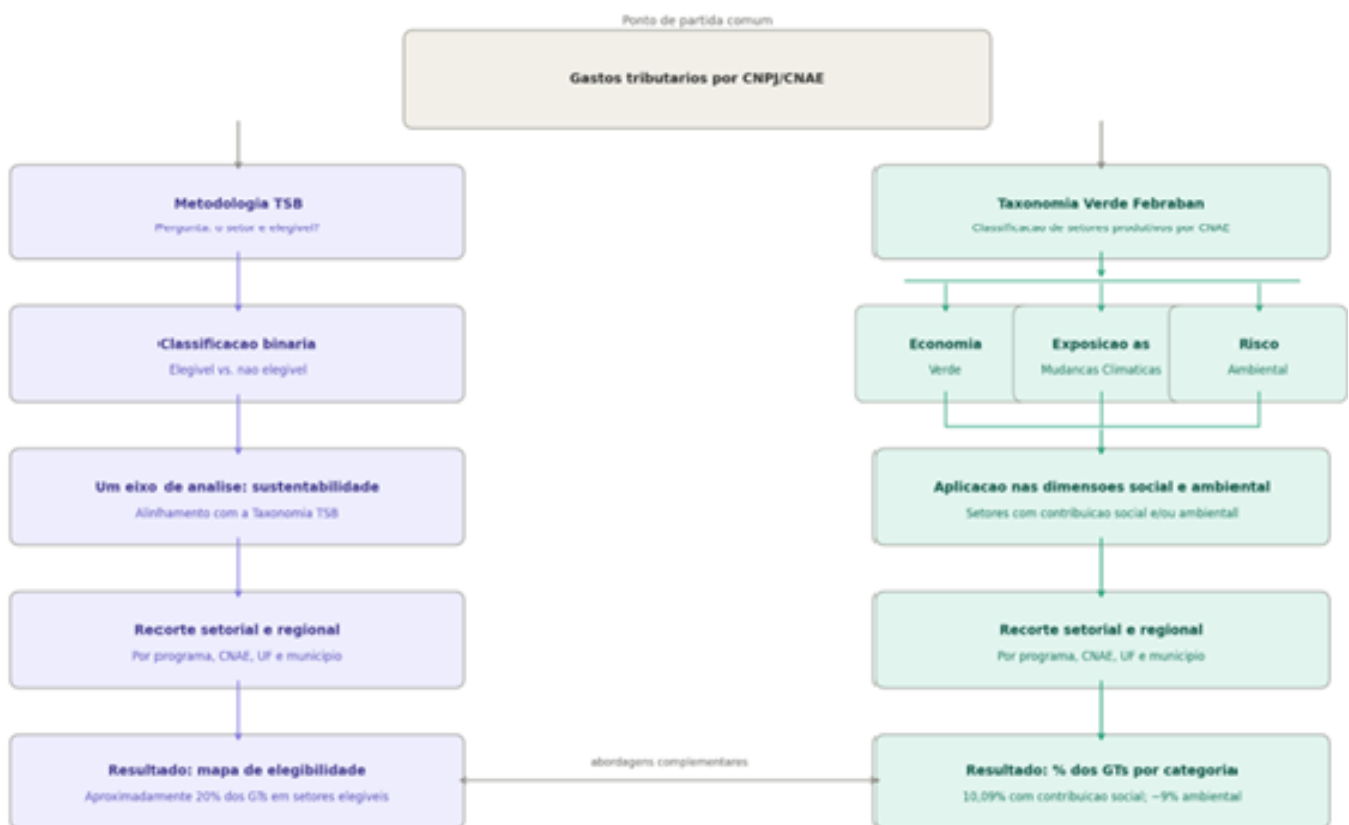 Ponto de partida comum
Gastos tributarios por CNPJ/CNAE
Metodologia TSB
Pergunta: o setor e elegivel?
Classificacao binaria
Elegivel vs. nao elegivel
Um eixo de analise: sustentabilidade
Alinhamento com a Taxonomia TSB
Recorte setorial e regional
Por programa, CNAE, UF e municipio
Resultado: mapa de elegibilidade
Aproximadamente 20% dos GTs em setores elegiveis
abordagens complementares
Taxonomia Verde Febraban
Classificacao de setores produtivos por CNAE
Economia
Verde
Exposicao as
Mudancas Climaticas
Risco
Ambiental
Aplicacao nas dimensoes social e ambiental
Setores com contribuicao social e/ou ambiental
Recorte setorial e regional
Por programa, CNAE, UF e municipio
Resultado: % dos GTs por categoria
10,09% com contribuicao social; ~9% ambiental